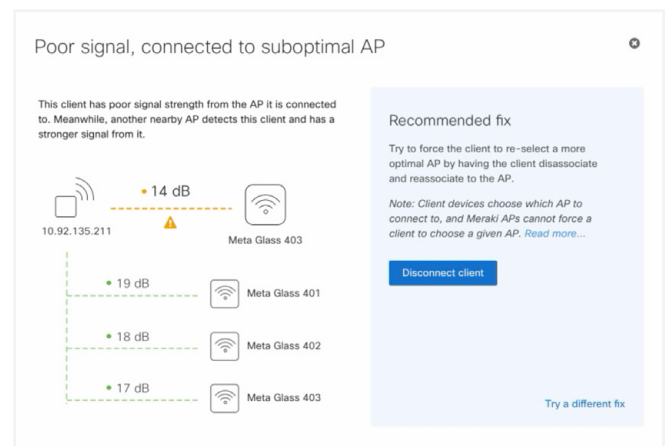 Poor signal, connected to suboptimal AP
This client has poor signal strength from the AP it is connected
to. Meanwhile, another nearby AP detects this client and has a
stronger signal from it.
14 dB
10.92.135.211
Meta Glass 403
19 dB
Meta Glass 401
18 dB
Meta Glass 402
17 dB
Meta Glass 403
Recommended fix
Try to force the client to re-select a more
optimal AP by having the client disassociate
and reassociate to the AP.
Note: Client devices choose which AP to
connect to, and Meraki APs cannot force a
client to choose a given AP. Read more...
Disconnect client
Try a different fix